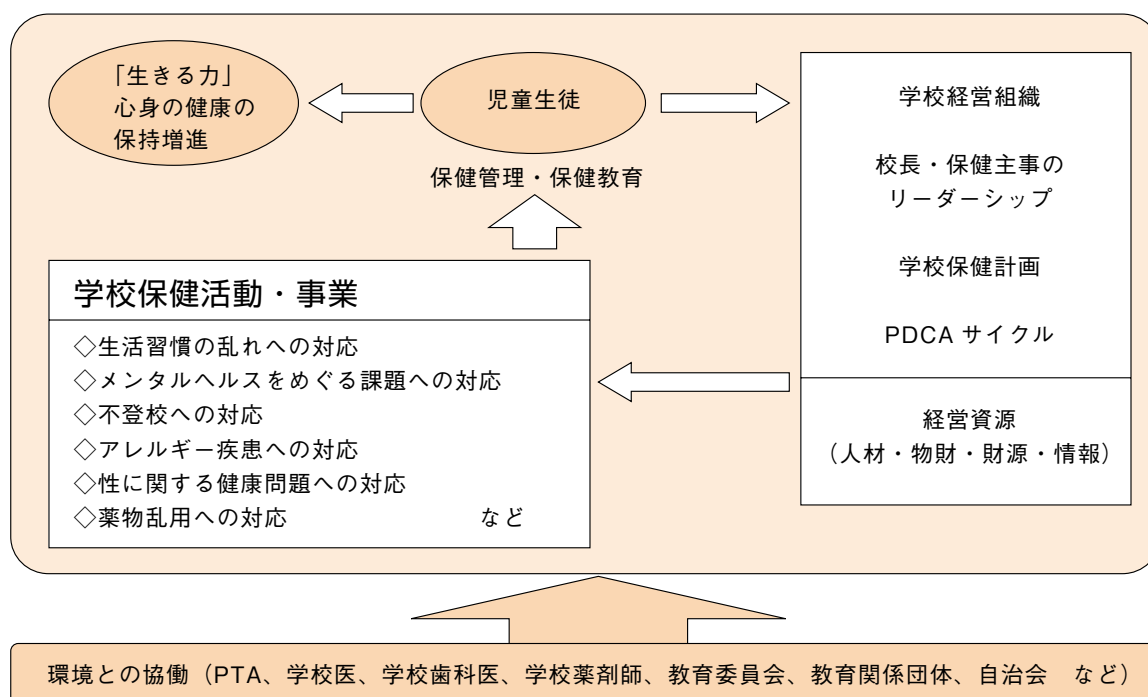 「生きる力」
心身の健康の
保持増進
児童生徒
保健管理・保健教育
学校経営組織
校長・保健主事の
リーダーシップ
学校保健計画
PDCA サイクル
経営資源
(人材・物財・財源・情報)
学校保健活動・事業
◇生活習慣の乱れへの対応
◇メンタルヘルスをめぐる課題への対応
◇不登校への対応
◇アレルギー疾患への対応
◇性に関する健康問題への対応
◇薬物乱用への対応 など
環境との協働(PTA、学校医、学校歯科医、学校薬剤師、教育委員会、教育関係団体、自治会 など)